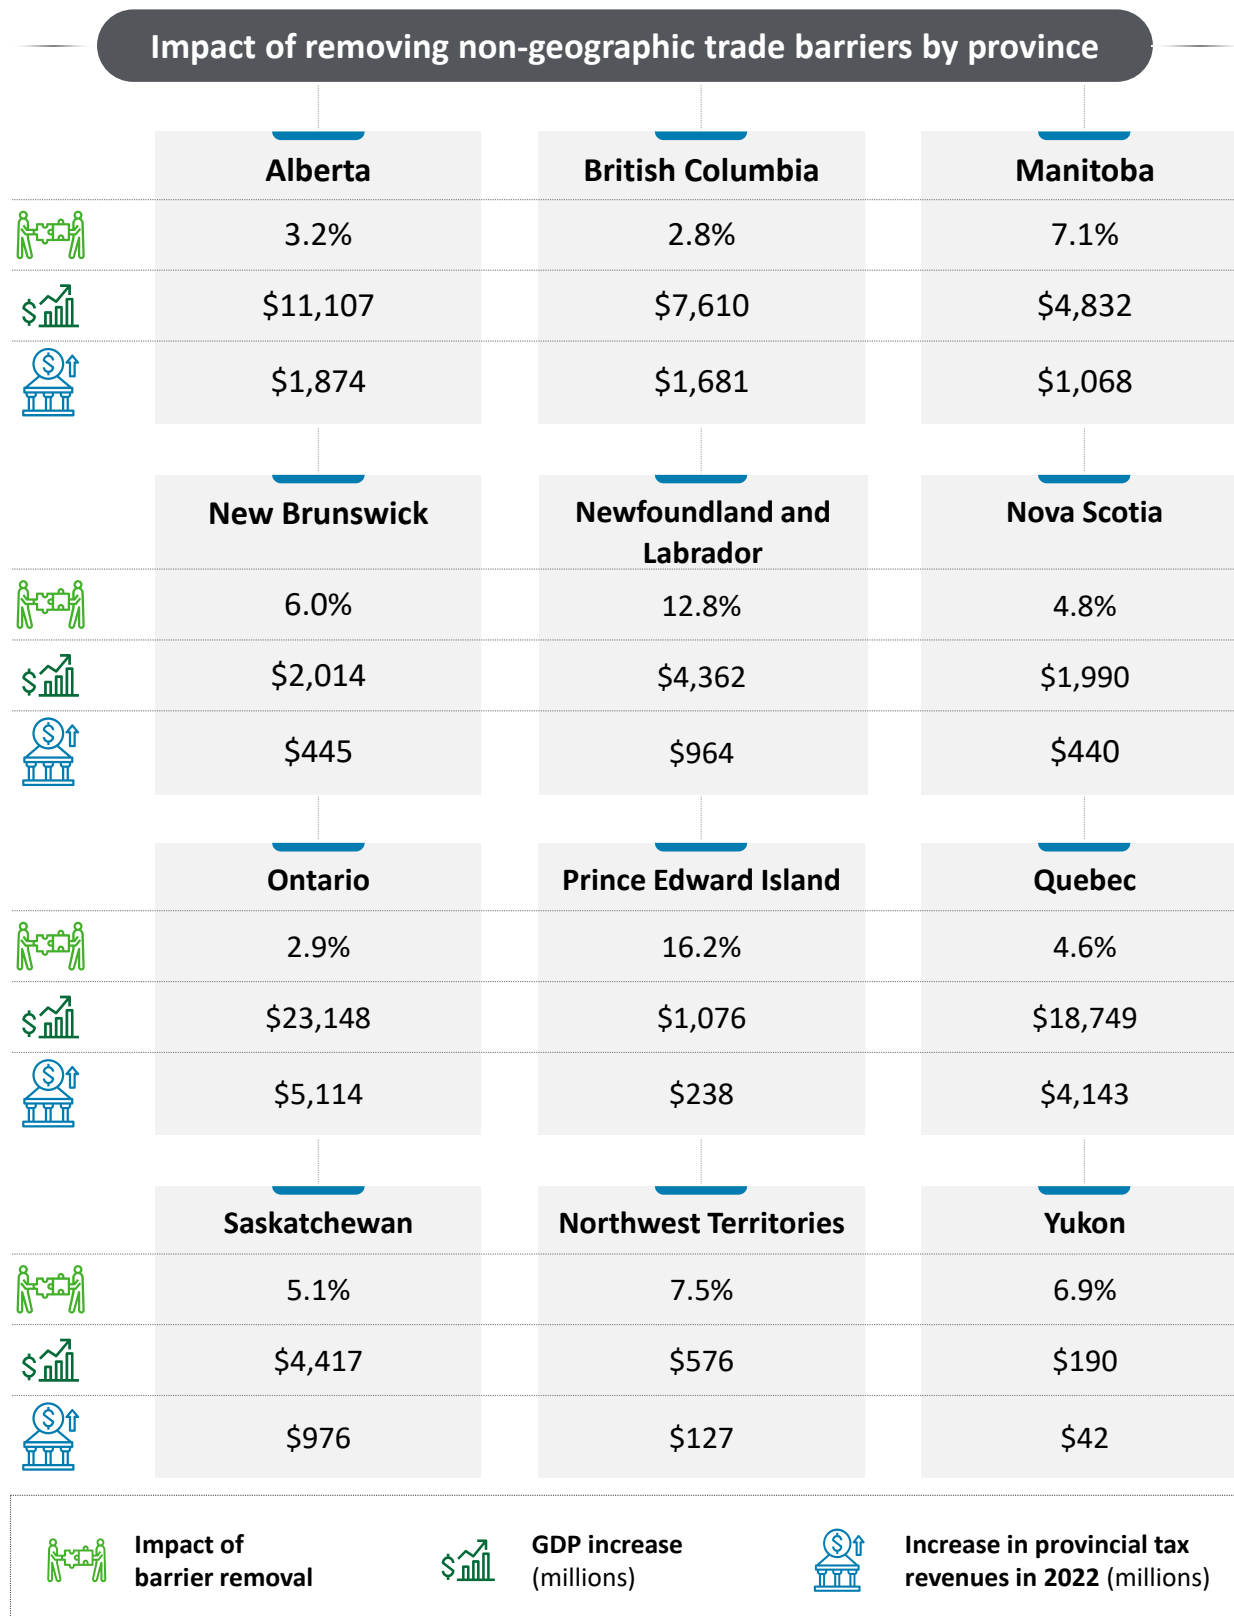 Impact of removing non-geographic trade barriers by province
Alberta British Columbia Manitoba
3.2% 2.8% 7.1%
$11,107 $7,610 $4,832
$1,874 $1,681 $1,068
New Brunswick Newfoundland and Labrador Nova Scotia
6.0% 12.8% 4.8%
$2,014 $4,362 $1,990
$445 $964 $440
Ontario Prince Edward Island Quebec
2.9% 16.2% 4.6%
$23,148 $1,076 $18,749
$5,114 $238 $4,143
Saskatchewan Northwest Territories Yukon
5.1% 7.5% 6.9%
$4,417 $576 $190
$976 $127 $42
Impact of
barrier removal
GDP increase
(millions)
Increase in provincial tax
revenues in 2022 (millions)